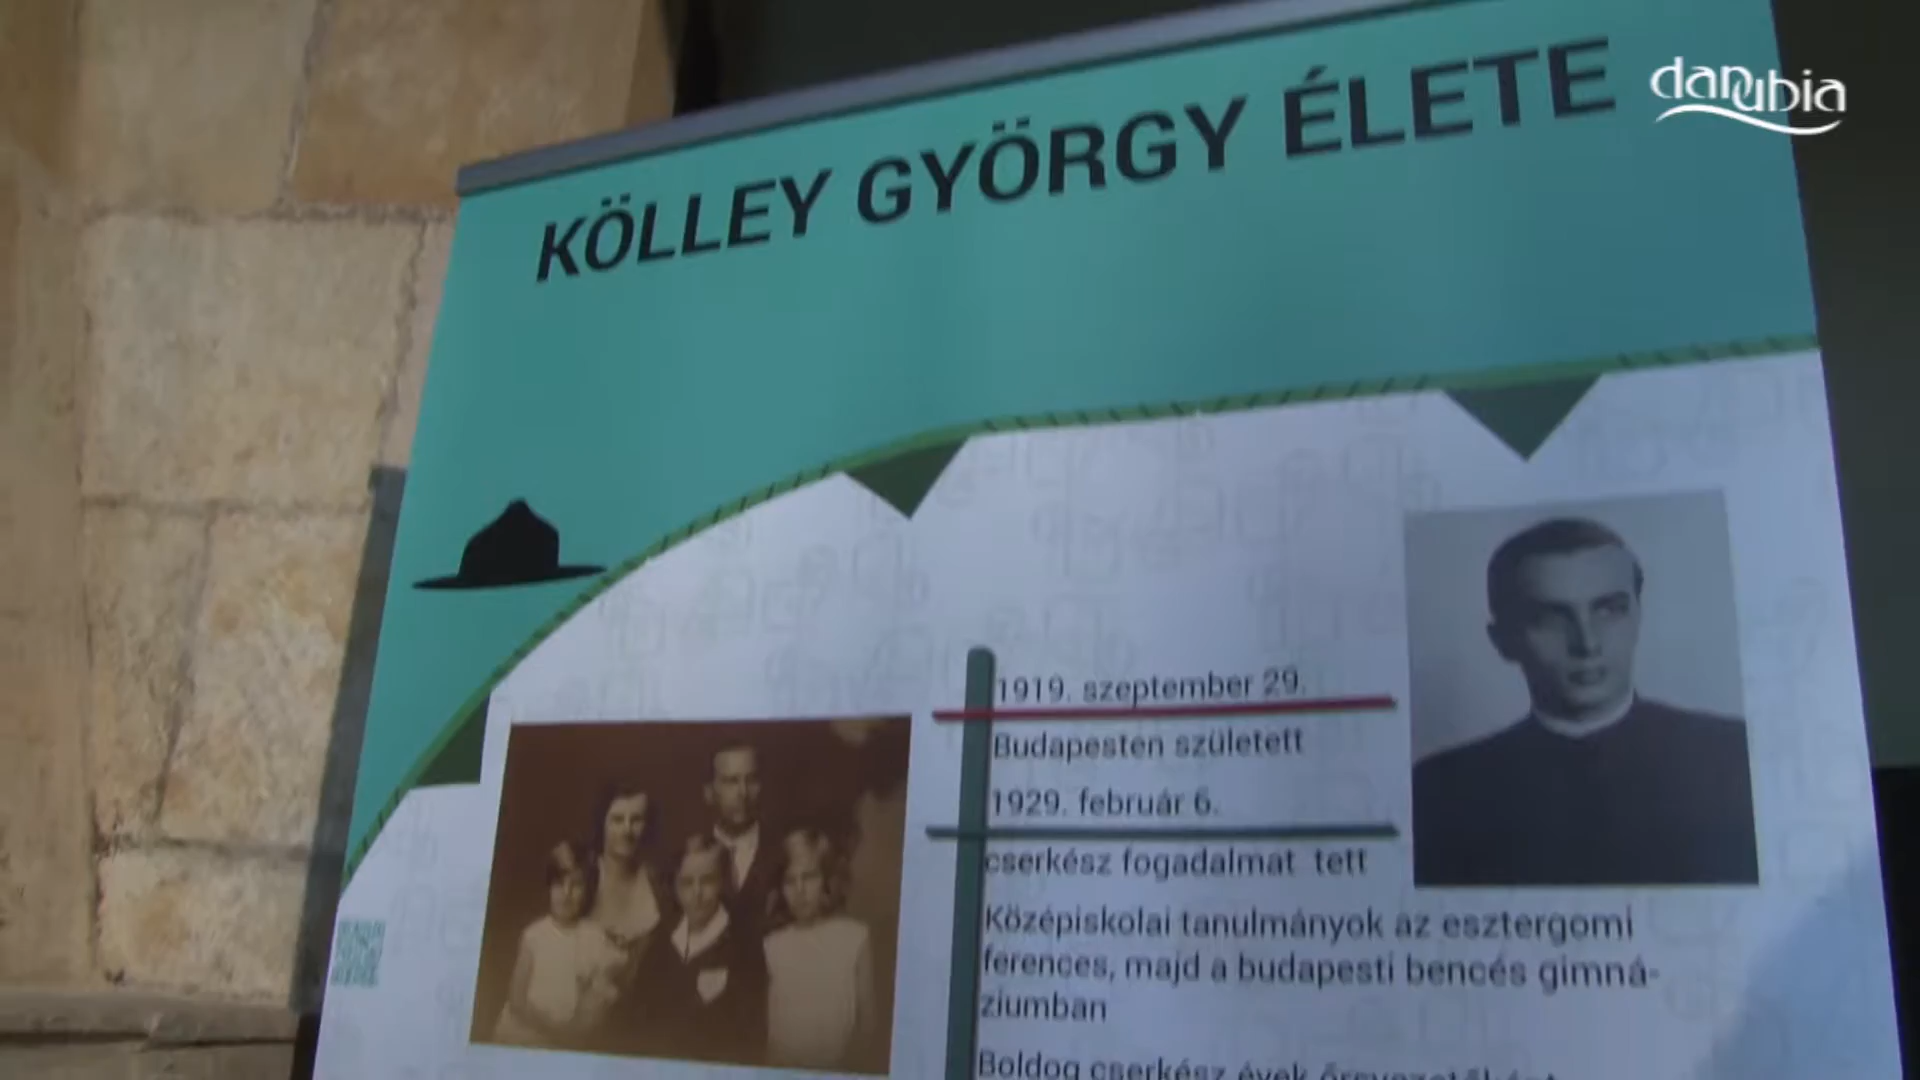 danubia
KÖLLEY GYÖRGY ÉLETE
1919. szeptember 29.
Budapesten született
1929. február 6.
cserkész fogadalmat tett
Középiskolai tanulmányok az esztergomi
ferences, majd a budapesti bencés gimná-
ziumban
Boldog cserkész évek őrsvezetőként